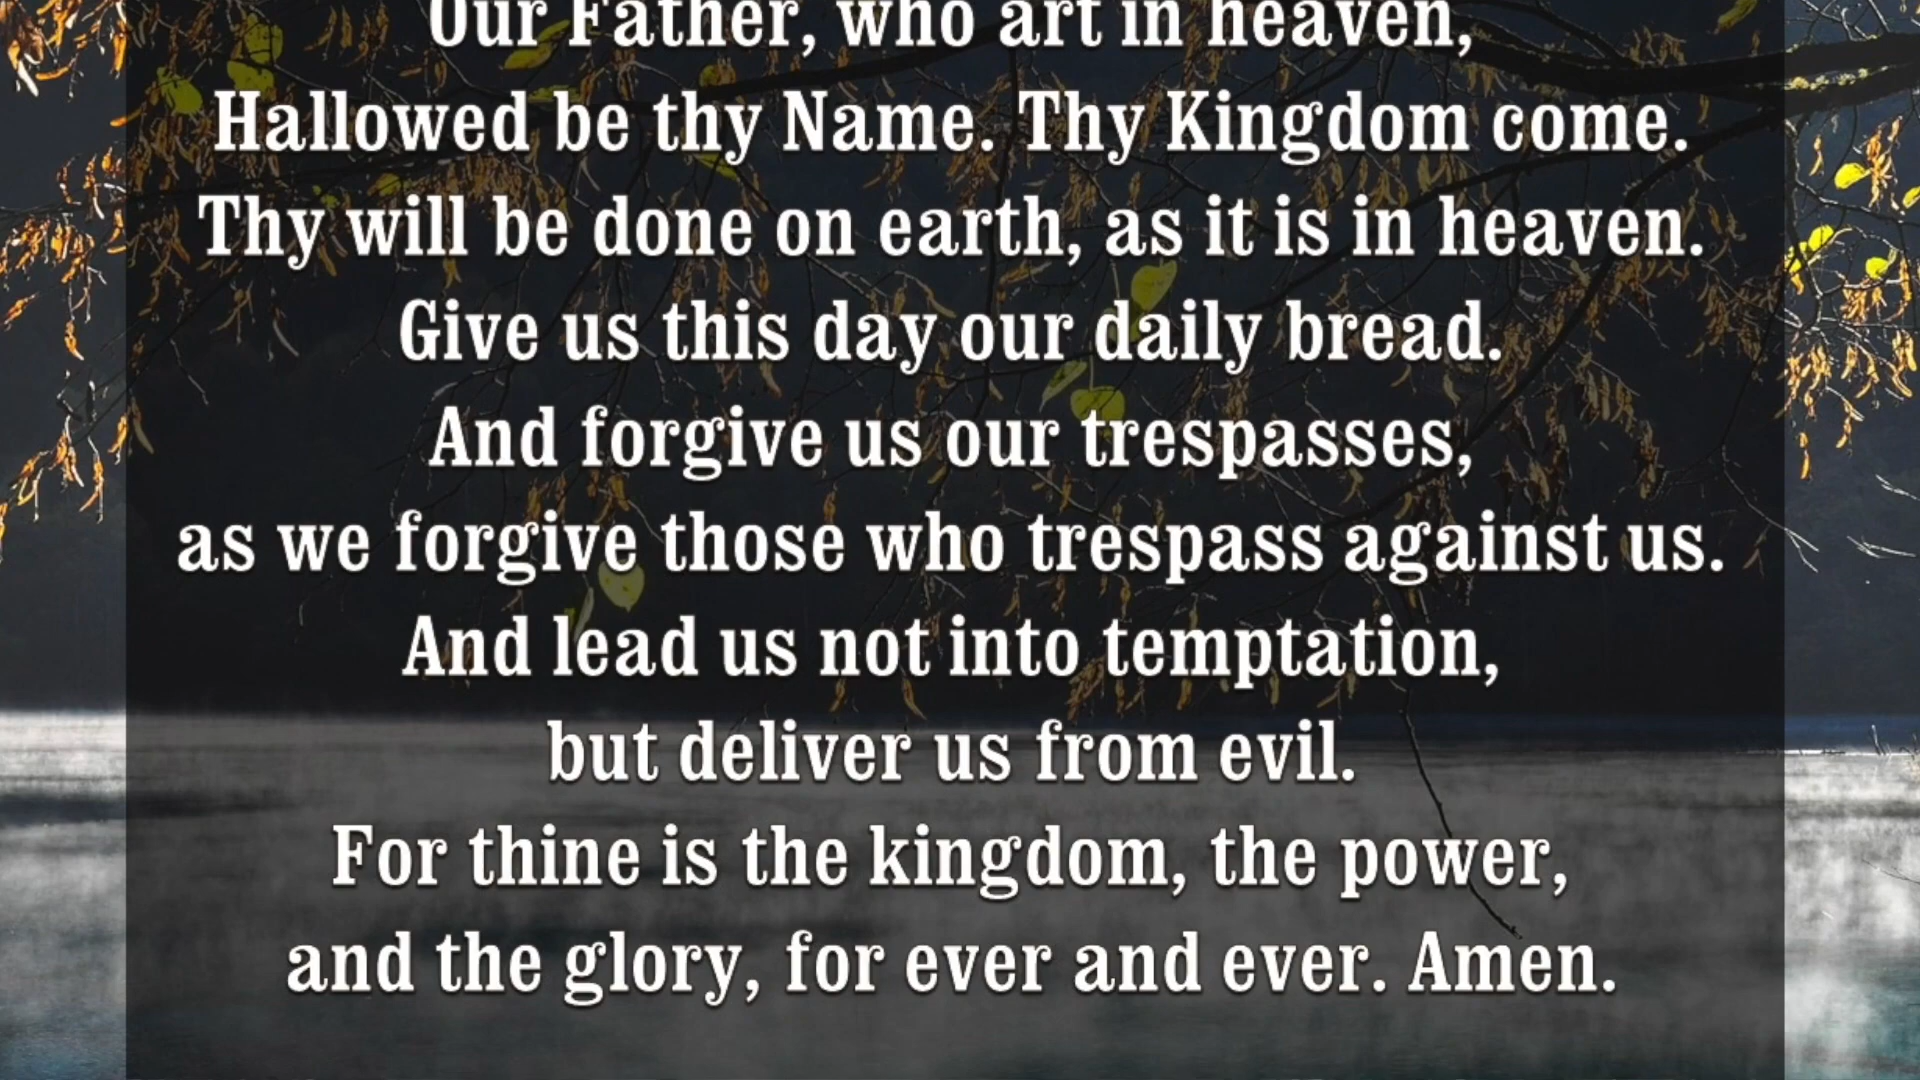 Our Father, who art in heaven,
Hallowed be thy Name. Thy Kingdom come.
Thy will be done on earth, as it is in heaven.
Give us this day our daily bread.
And forgive us our trespasses,
as we forgive those who trespass against us.
And lead us not into temptation,
but deliver us from evil.
For thine is the kingdom, the power,
and the glory, for ever and ever. Amen.